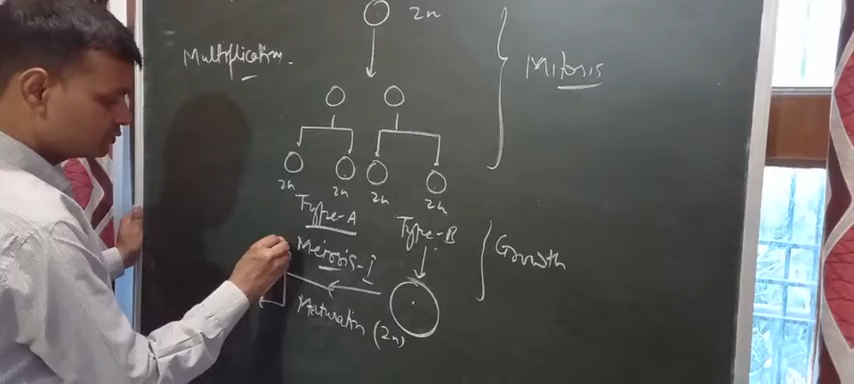 2n
Multiplication.
Mitosis
2n 2n 2n 2n
Type-A
Type-B
Meiosis-I
Growth
Maturation (2n)